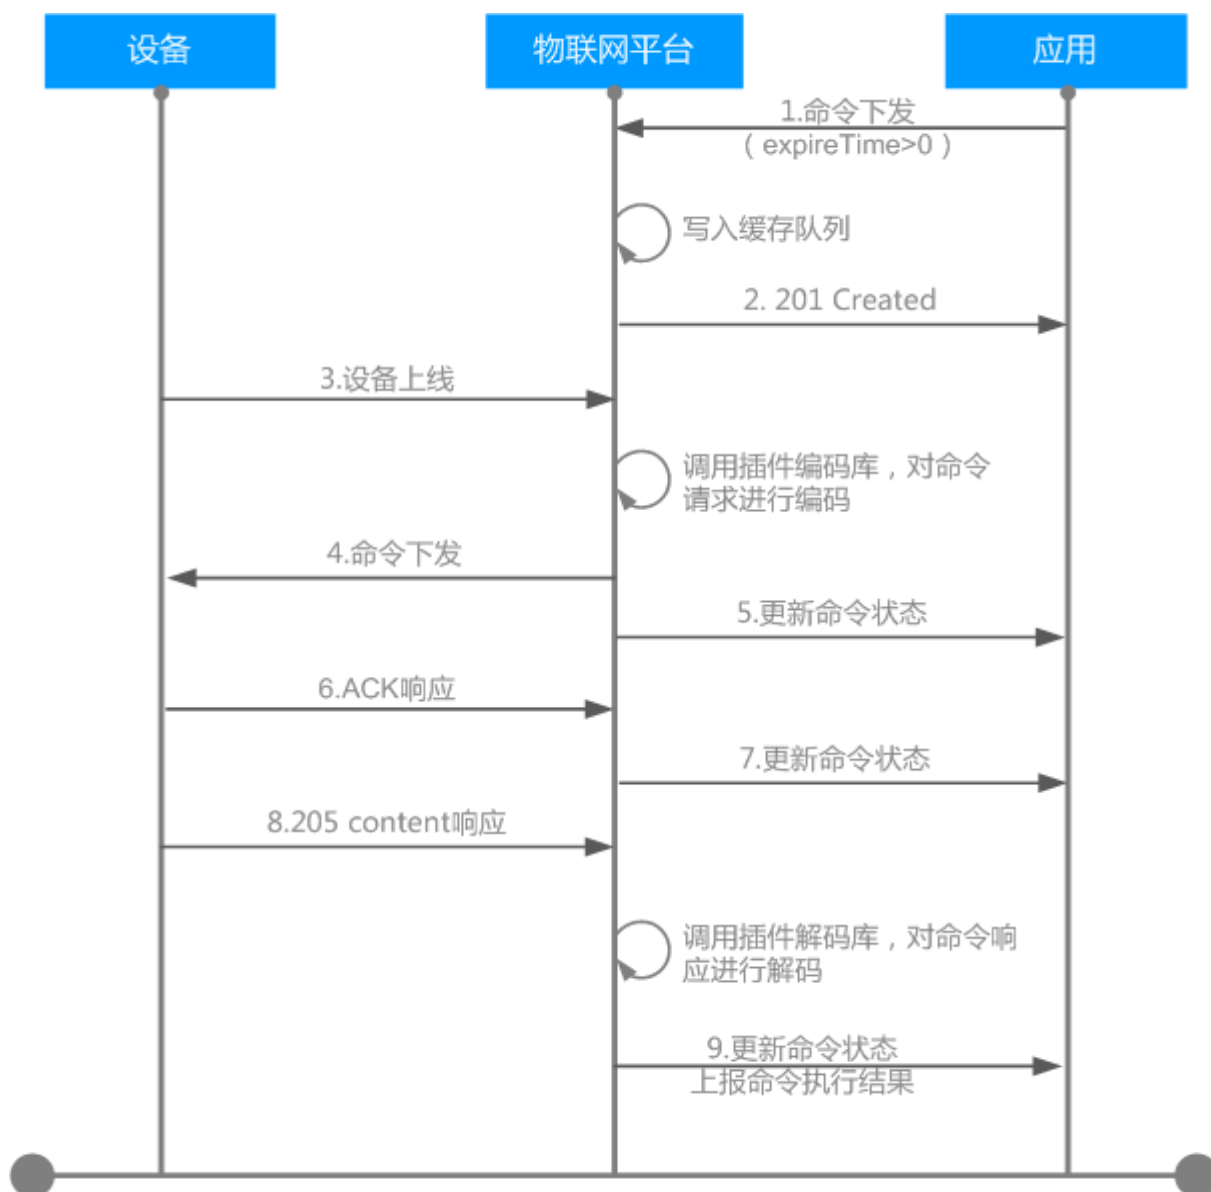 设备
物联网平台
应用
1.命令下发
（expireTime>0）
写入缓存队列
2. 201 Created
3.设备上线
调用插件编码库，对命令
请求进行编码
4.命令下发
5.更新命令状态
6.ACK响应
7.更新命令状态
8.205 content响应
调用插件解码库，对命令响
应进行解码
9.更新命令状态
上报命令执行结果